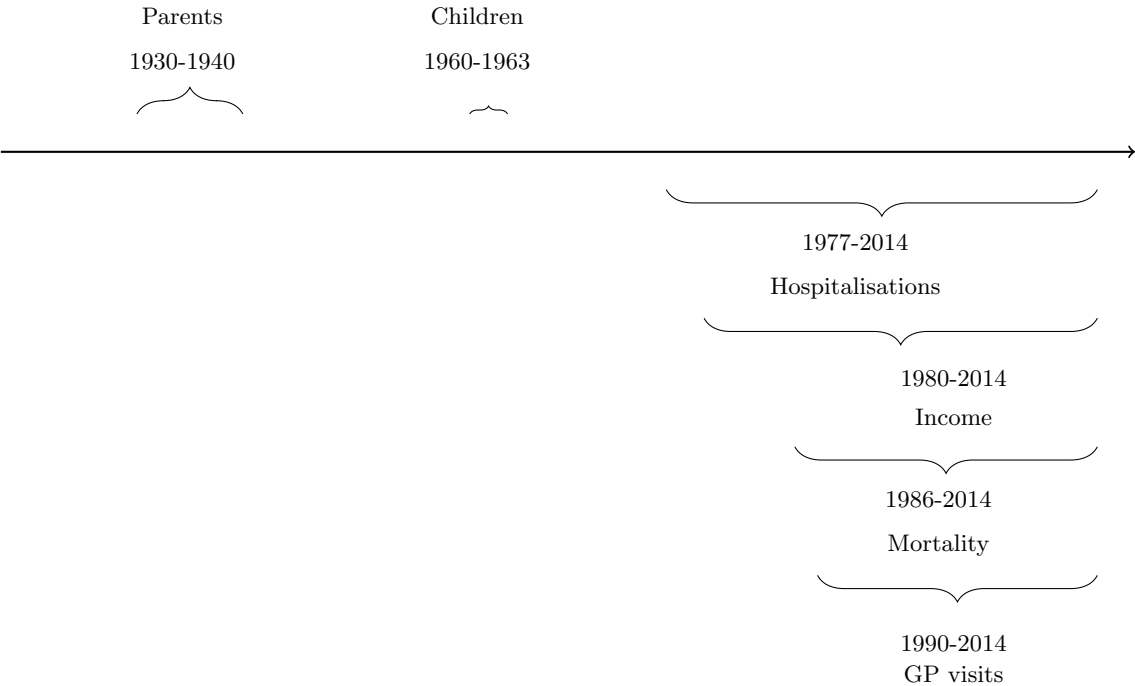 Parents
1930-1940
Children
1960-1963
1977-2014
Hospitalisations
1980-2014
Income
1986-2014
Mortality
1990-2014
GP visits